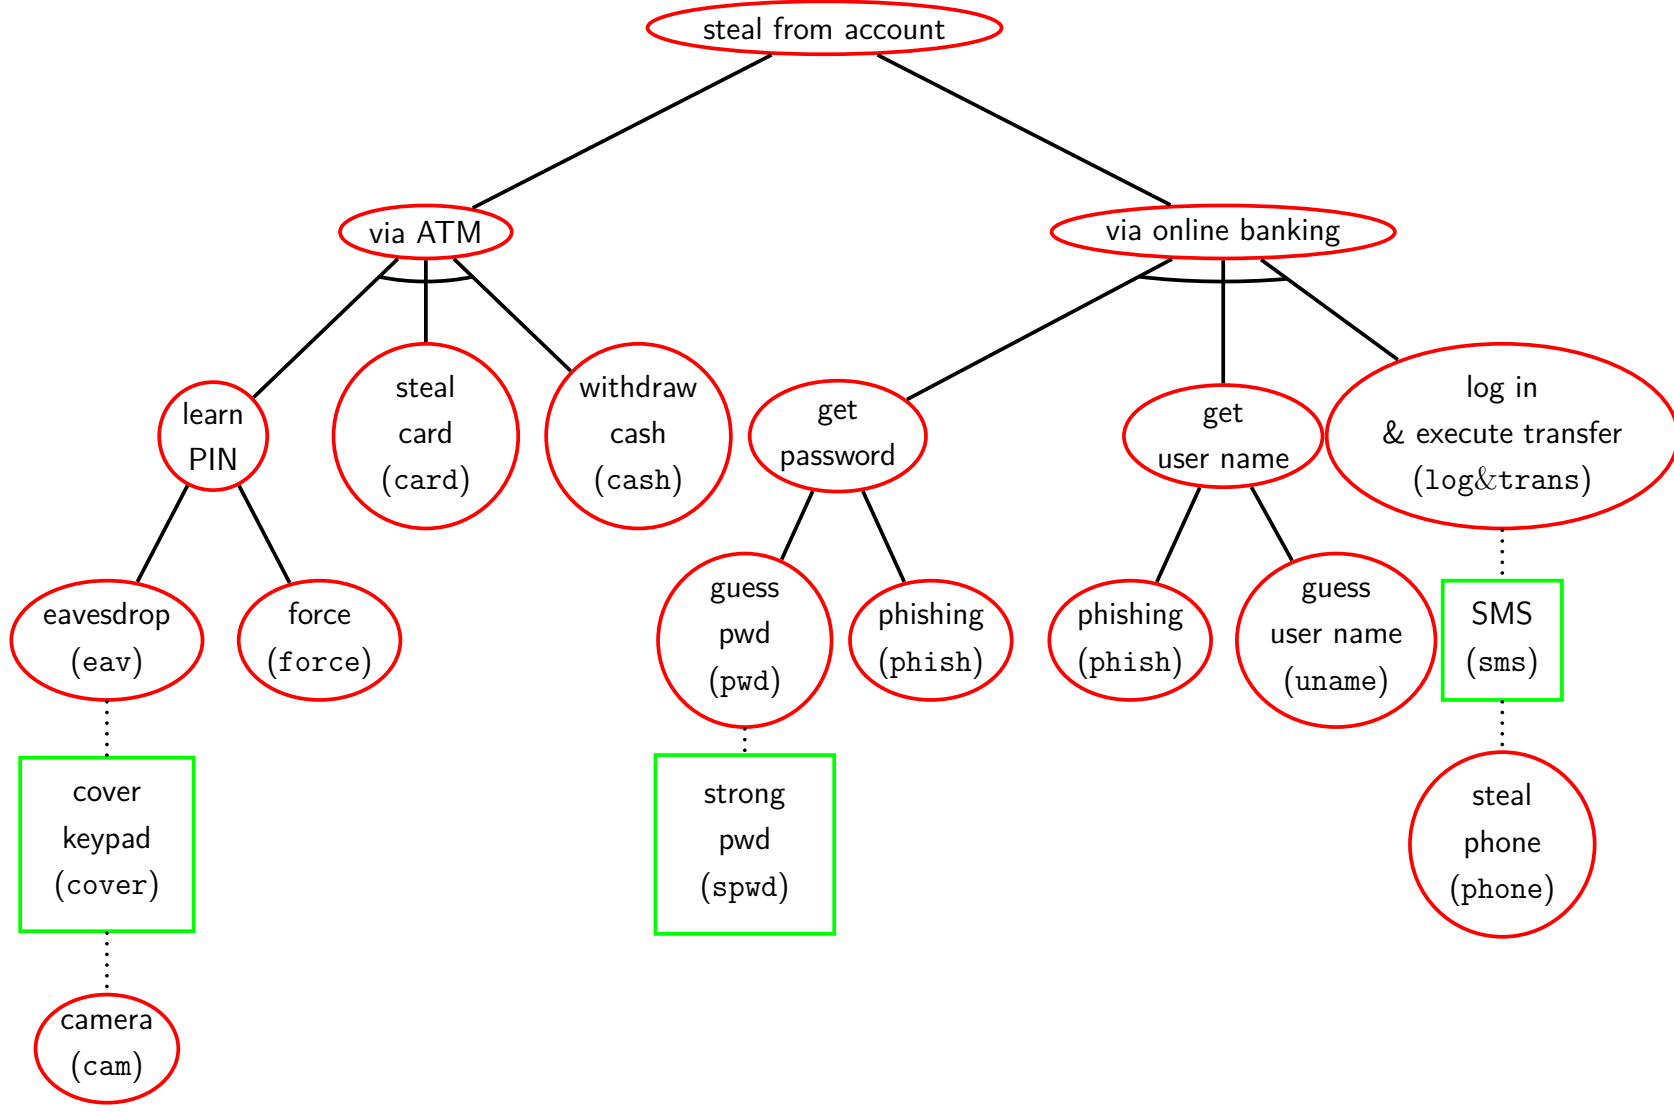 steal from account
via ATM
via online banking
learn
PIN
steal
card
(card)
withdraw
cash
(cash)
get
password
get
user name
log in
& execute transfer
(log&trans)
eavesdrop
(eav)
force
(force)
guess
pwd
(pwd)
phishing
(phish)
phishing
(phish)
guess
user name
(uname)
SMS
(sms)
cover
keypad
(cover)
strong
pwd
(spwd)
steal
phone
(phone)
camera
(cam)